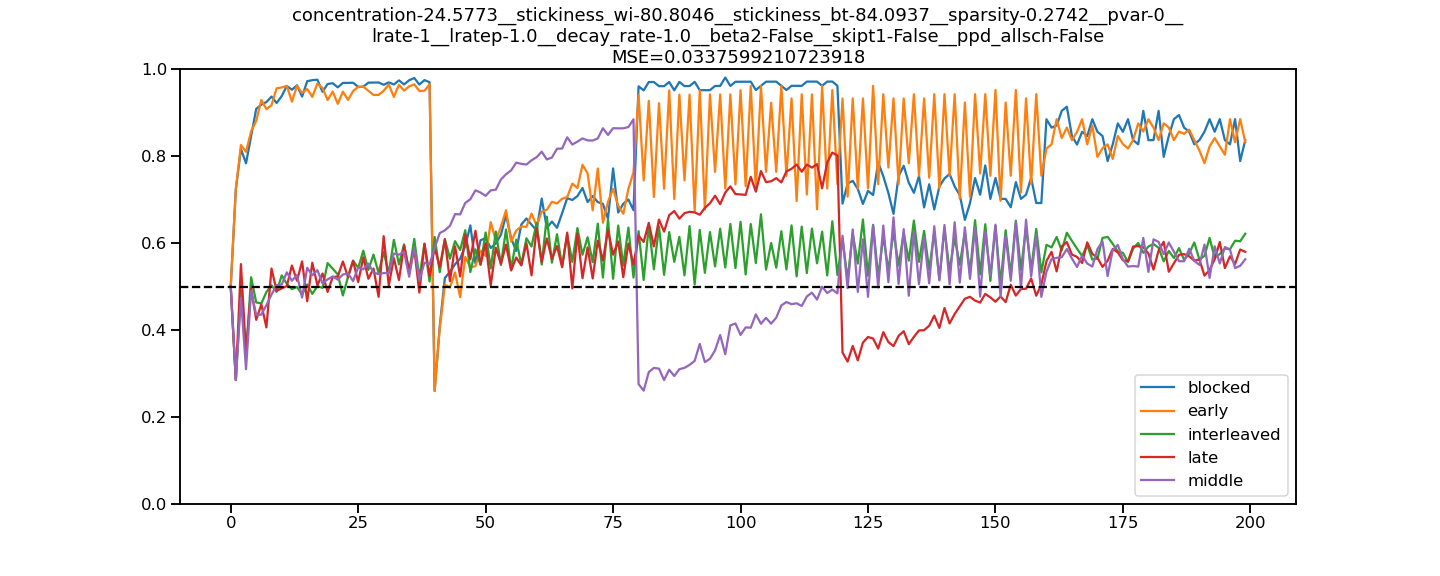 concentration-24.5773__stickiness_wi-80.8046__stickiness_bt-84.0937__sparsity-0.2742__pvar-0__
lrate-1__lratep-1.0__decay_rate-1.0__beta2-False__skipt1-False__ppd_allsch-False
MSE=0.0337599210723918
1.0
0.8
0.6
0.4
0.2
0.0
0 25 50 75 100 125 150 175 200
blocked
early
interleaved
late
middle